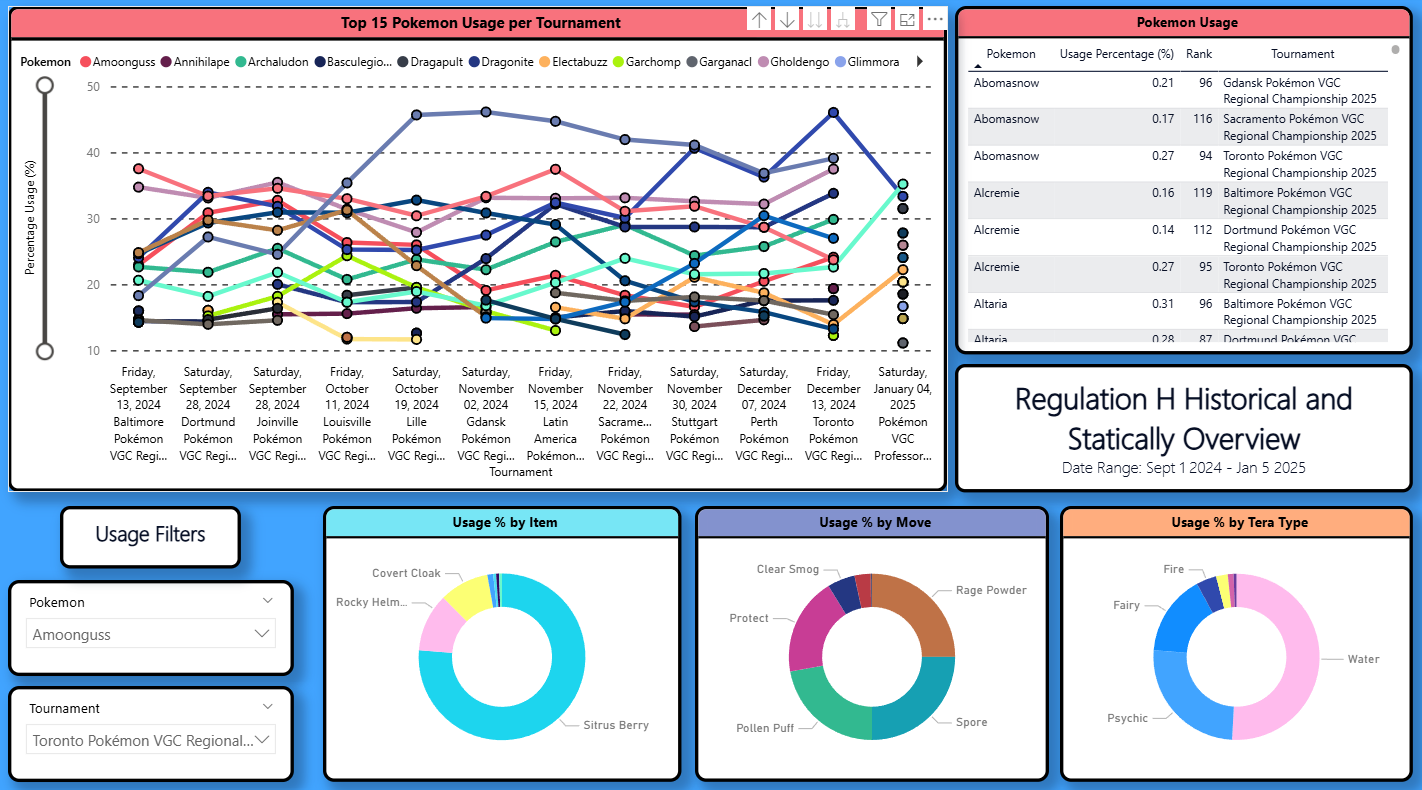 Top 15 Pokemon Usage per Tournament
Pokemon Amoonguss Annihilape Archaludon Basculegio... Dragapult Dragonite Electabuzz Garchomp Garganacl Gholdengo Glimmora
Percentage Usage (%)
50
40
30
20
10
Friday, September 13, 2024 Baltimore Pokémon VGC Regi...
Saturday, September 28, 2024 Dortmund Pokémon VGC Regi...
Saturday, September 28, 2024 Joinville Pokémon VGC Regi...
Friday, October 11, 2024 Louisville Pokémon VGC Regi...
Saturday, October 19, 2024 Lille Pokémon VGC Regi...
Saturday, November 02, 2024 Gdansk Pokémon VGC Regi...
Friday, November 15, 2024 Latin America Pokémon...
Friday, November 22, 2024 Sacrame... Pokémon VGC Regi...
Saturday, November 30, 2024 Stuttgart Pokémon VGC Regi...
Saturday, December 07, 2024 Perth Pokémon VGC Regi...
Friday, December 13, 2024 Toronto Pokémon VGC Regi...
Saturday, January 04, 2025 Pokémon VGC Professor...
Tournament
Pokemon Usage
Pokemon Usage Percentage (%) Rank Tournament
Abomasnow 0.21 96 Gdansk Pokémon VGC
Regional Championship 2025
Abomasnow 0.17 116 Sacramento Pokémon VGC
Regional Championship 2025
Abomasnow 0.27 94 Toronto Pokémon VGC
Regional Championship 2025
Alcremie 0.16 119 Baltimore Pokémon VGC
Regional Championship 2025
Alcremie 0.14 112 Dortmund Pokémon VGC
Regional Championship 2025
Alcremie 0.27 95 Toronto Pokémon VGC
Regional Championship 2025
Altaria 0.31 96 Baltimore Pokémon VGC
Regional Championship 2025
Altaria 0.28 87 Dortmund Pokémon VGC
Regulation H Historical and
Statically Overview
Date Range: Sept 1 2024 - Jan 5 2025
Usage Filters
Pokemon
Amoonguss
Tournament
Toronto Pokémon VGC Regional...
Usage % by Item
Covert Cloak
Rocky Helm...
Sitrus Berry
Usage % by Move
Clear Smog
Rage Powder
Protect
Pollen Puff
Spore
Usage % by Tera Type
Fire
Fairy
Water
Psychic